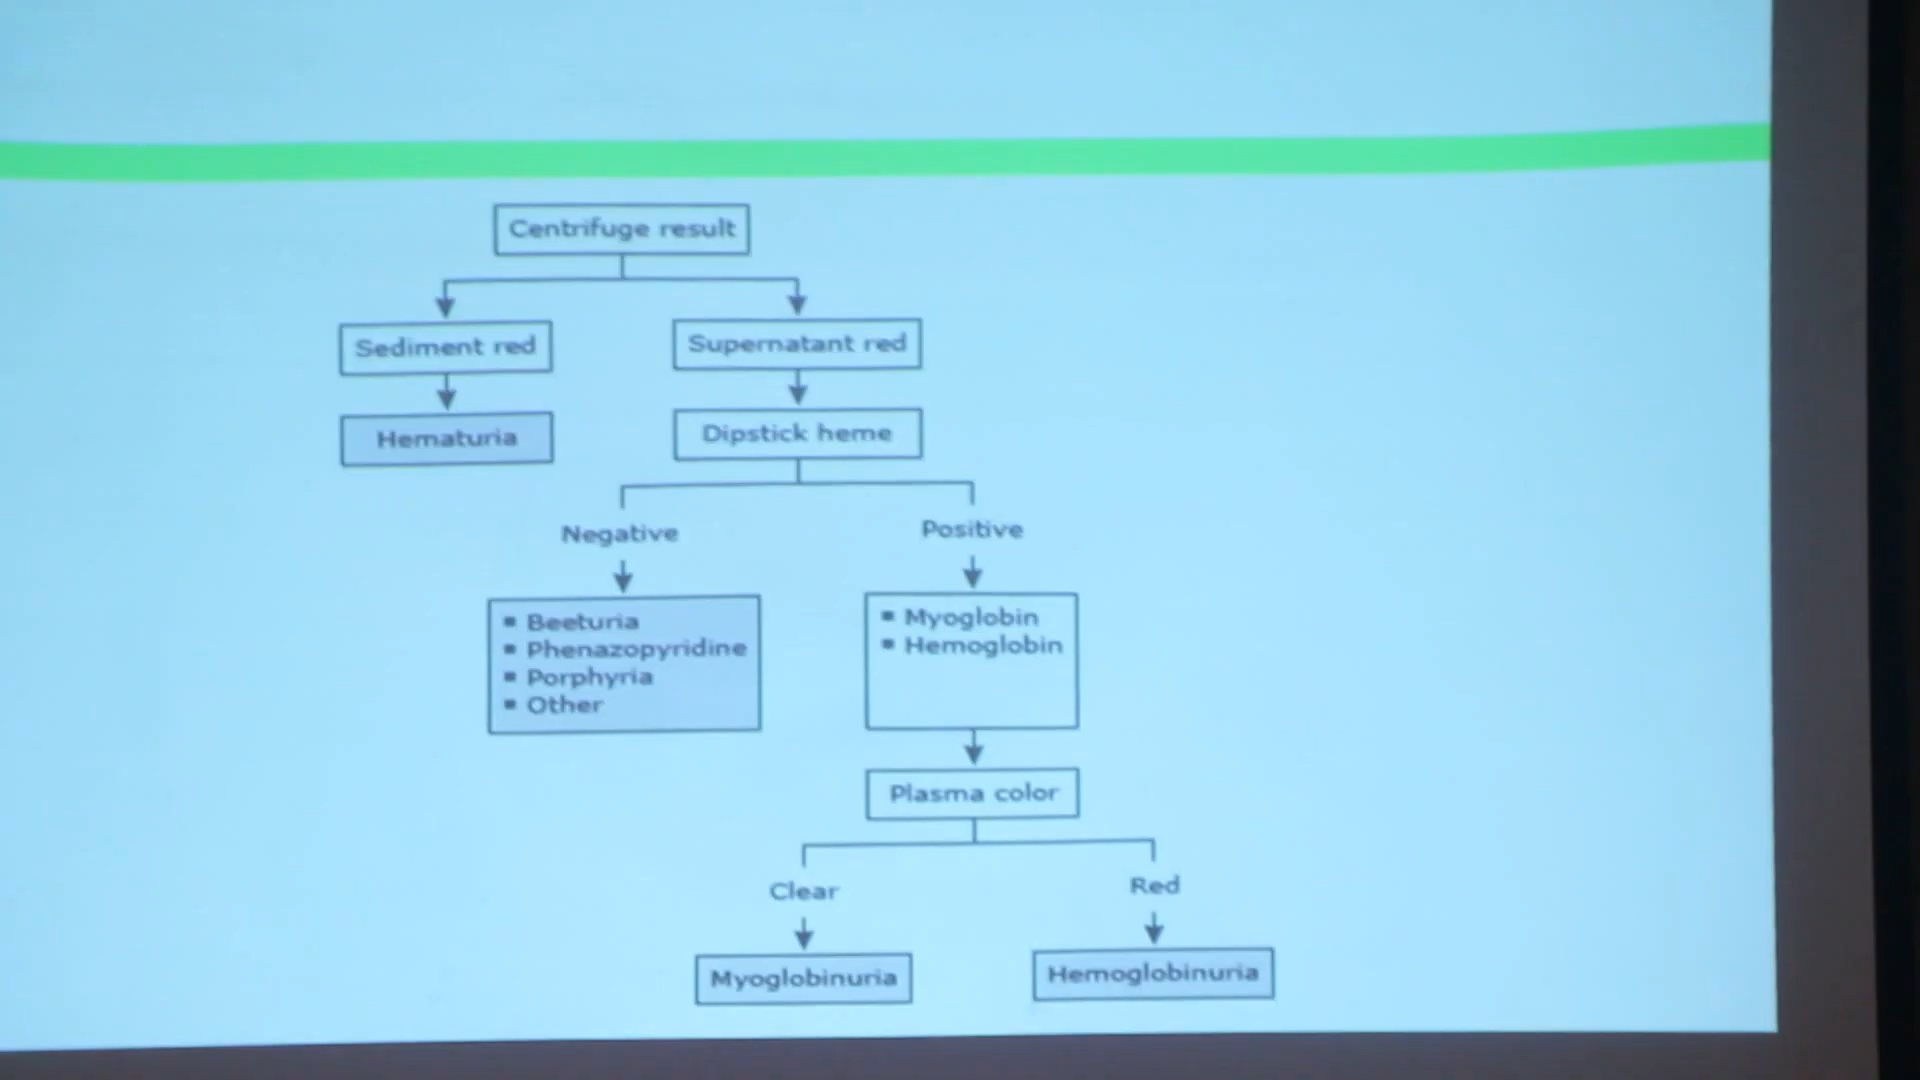 Centrifuge result
Sediment red
Supernatant red
Hematuria
Dipstick heme
Negative
Positive
▪ Beeturia
▪ Phenazopyridine
▪ Porphyria
▪ Other
▪ Myoglobin
▪ Hemoglobin
Plasma color
Clear
Red
Myoglobinuria
Hemoglobinuria